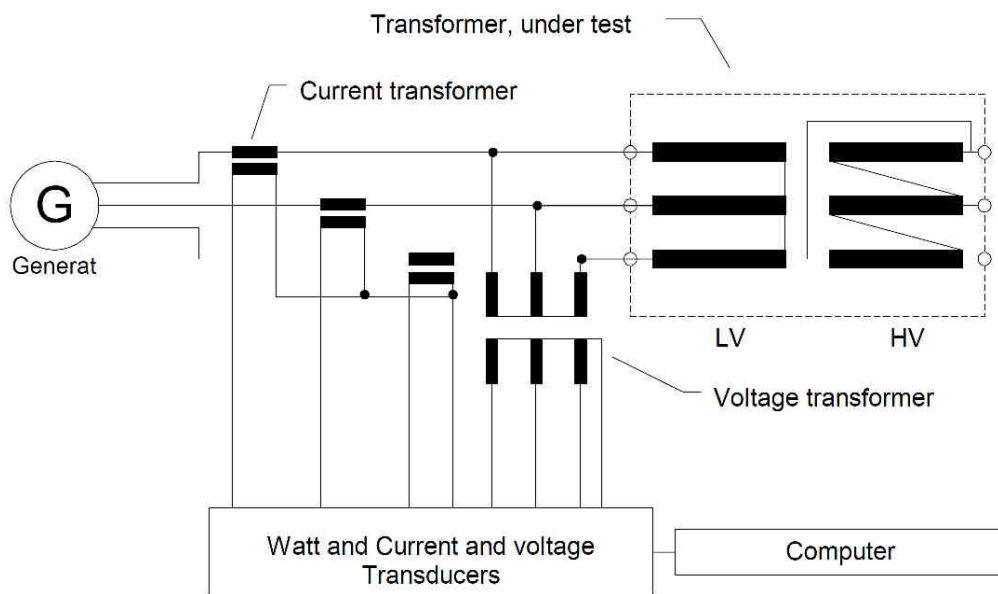 Transformer, under test
Current transformer
G
Generat
LV
HV
Voltage transformer
Watt and Current and voltage
Transducers
Computer